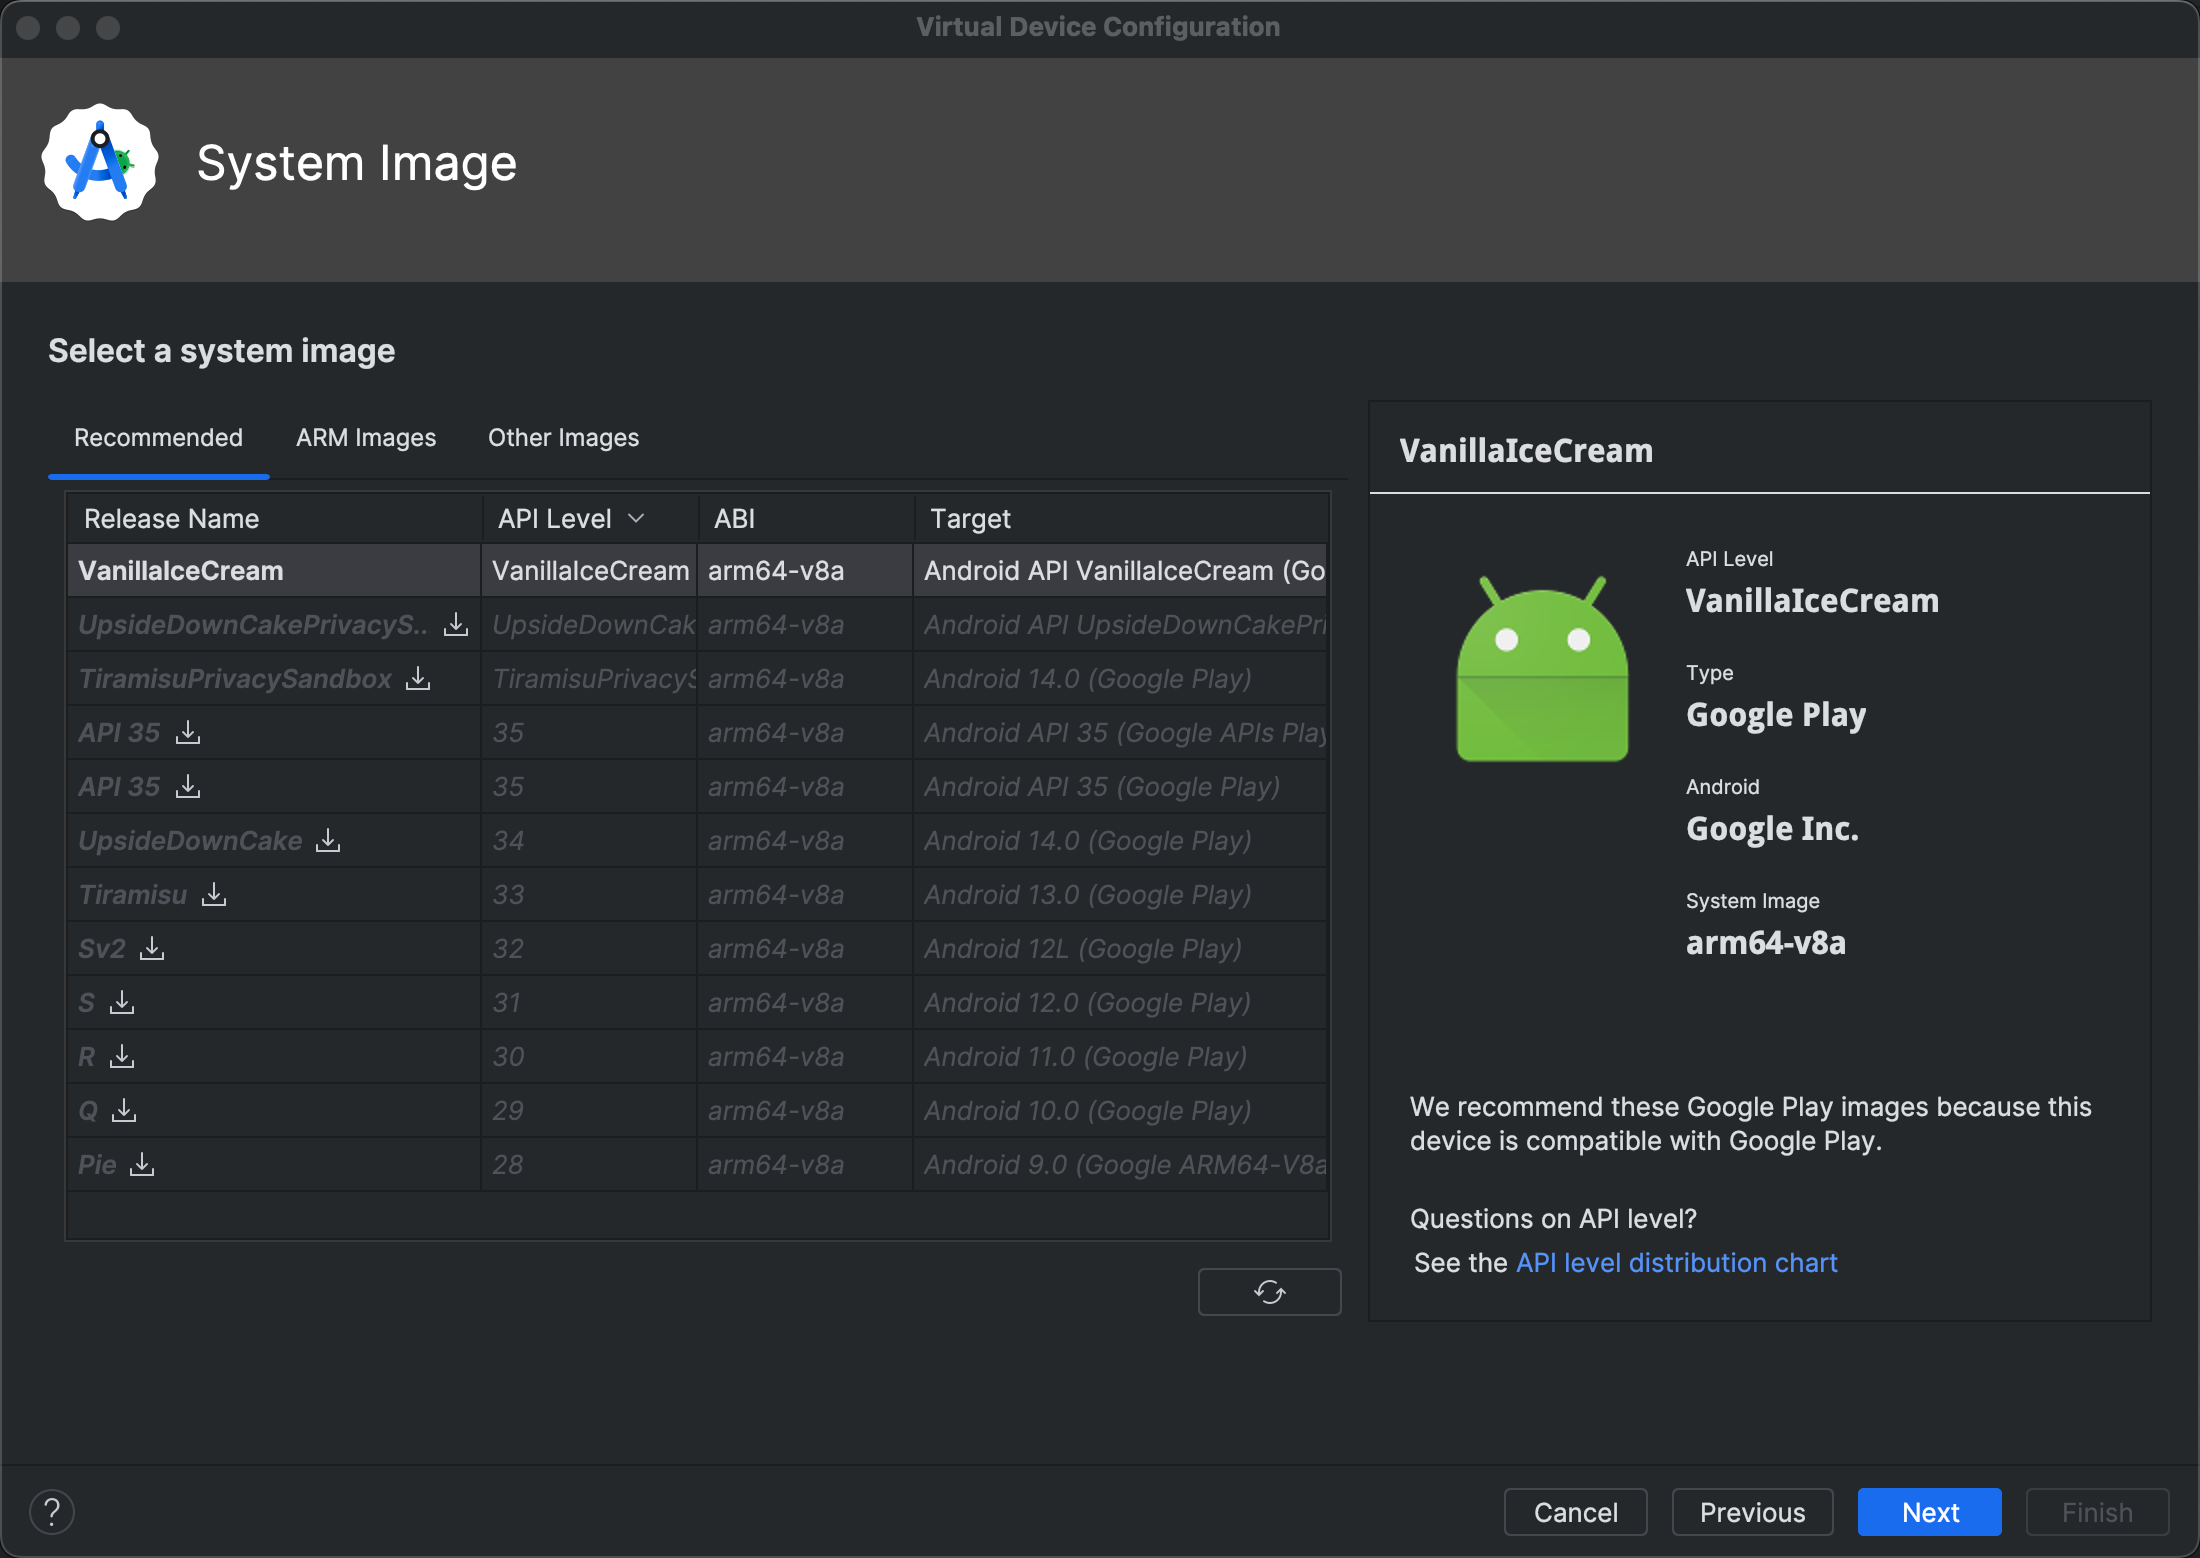 Virtual Device Configuration
System Image
Select a system image
Recommended ARM Images Other Images
Release Name API Level ABI Target
VanillaIceCream VanillaIceCream arm64-v8a Android API VanillaIceCream (Go
UpsideDownCakePrivacyS.. UpsideDownCak arm64-v8a Android API UpsideDownCakePri
TiramisuPrivacySandbox TiramisuPrivacyS arm64-v8a Android 14.0 (Google Play)
API 35 35 arm64-v8a Android API 35 (Google APIs Play
API 35 35 arm64-v8a Android API 35 (Google Play)
UpsideDownCake 34 arm64-v8a Android 14.0 (Google Play)
Tiramisu 33 arm64-v8a Android 13.0 (Google Play)
Sv2 32 arm64-v8a Android 12L (Google Play)
S 31 arm64-v8a Android 12.0 (Google Play)
R 30 arm64-v8a Android 11.0 (Google Play)
Q 29 arm64-v8a Android 10.0 (Google Play)
Pie 28 arm64-v8a Android 9.0 (Google ARM64-V8a
VanillaIceCream
API Level
VanillaIceCream
Type
Google Play
Android
Google Inc.
System Image
arm64-v8a
We recommend these Google Play images because this
device is compatible with Google Play.
Questions on API level?
See the API level distribution chart
? Cancel Previous Next Finish